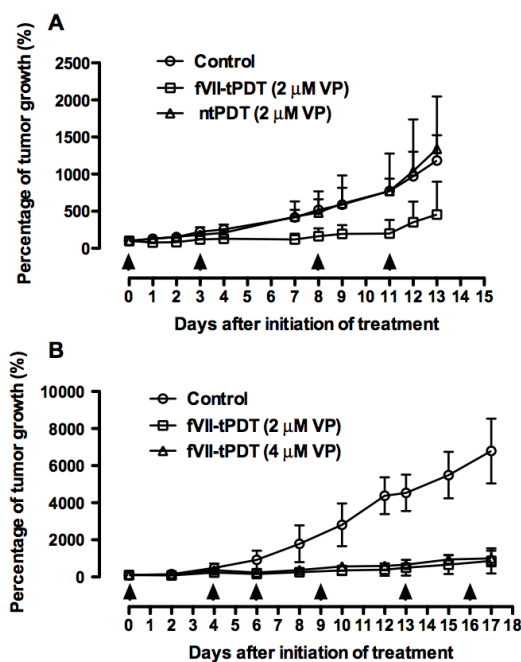 A
Percentage of tumor growth (%)
2500
2000
1500
1000
500
0
Control
fVII-tPDT (2 μM VP)
ntPDT (2 μM VP)
0 1 2 3 4 5 6 7 8 9 10 11 12 13 14 15
Days after initiation of treatment
B
Percentage of tumor growth (%)
10000
8000
6000
4000
2000
0
Control
fVII-tPDT (2 μM VP)
fVII-tPDT (4 μM VP)
0 1 2 3 4 5 6 7 8 9 10 11 12 13 14 15 16 17 18
Days after initiation of treatment